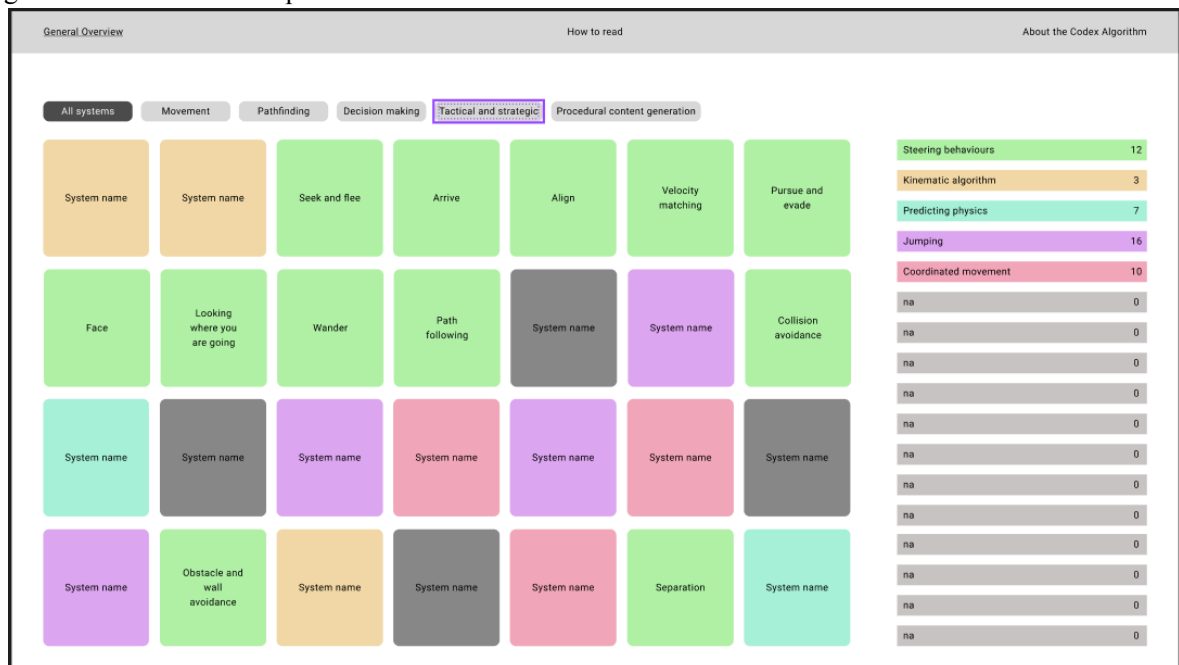 General Overview
How to read
About the Codex Algorithm
All systems
Movement
Pathfinding
Decision making
Tactical and strategic
Procedural content generation
System name
System name
Seek and flee
Arrive
Align
Velocity
matching
Pursue and
evade
Face
Looking
where you
are going
Wander
Path
following
System name
System name
Collision
avoidance
System name
System name
System name
System name
System name
System name
System name
System name
Obstacle and
wall
avoidance
System name
System name
System name
Separation
System name
Steering behaviours 12
Kinematic algorithm 3
Predicting physics 7
Jumping 16
Coordinated movement 10
na 0
na 0
na 0
na 0
na 0
na 0
na 0
na 0
na 0
na 0
na 0
na 0